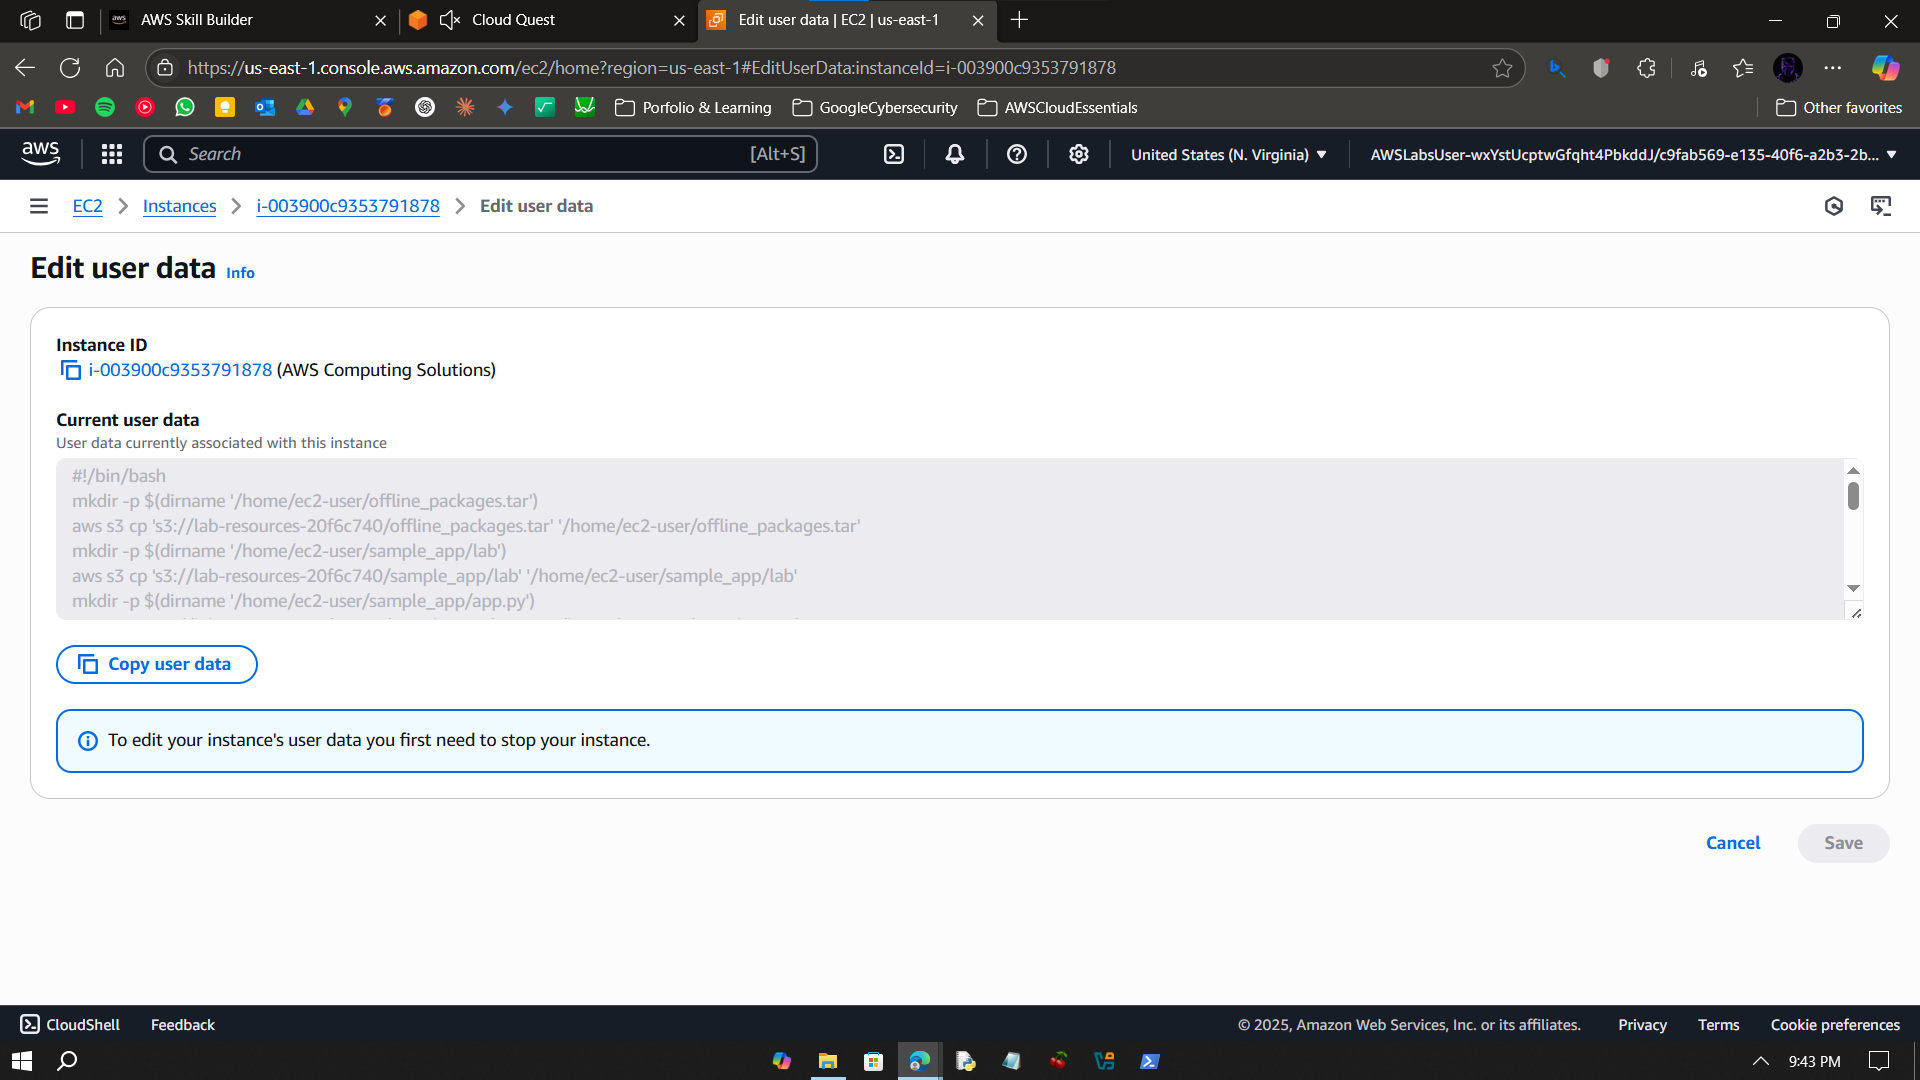 AWS Skill Builder
Cloud Quest
Edit user data | EC2 | us-east-1
https://us-east-1.console.aws.amazon.com/ec2/home?region=us-east-1#EditUserData:instanceId=i-003900c9353791878
Porfolio & Learning
GoogleCybersecurity
AWSCloudEssentials
Other favorites
aws
Search
[Alt+S]
United States (N. Virginia)
AWSLabsUser-wxYstUcptwGfqht4PbkddJ/c9fab569-e135-40f6-a2b3-2b...
EC2
Instances
i-003900c9353791878
Edit user data
Edit user data Info
Instance ID
i-003900c9353791878 (AWS Computing Solutions)
Current user data
User data currently associated with this instance
#!/bin/bash
mkdir -p $(dirname '/home/ec2-user/offline_packages.tar')
aws s3 cp 's3://lab-resources-20f6c740/offline_packages.tar' '/home/ec2-user/offline_packages.tar'
mkdir -p $(dirname '/home/ec2-user/sample_app/lab')
aws s3 cp 's3://lab-resources-20f6c740/sample_app/lab' '/home/ec2-user/sample_app/lab'
mkdir -p $(dirname '/home/ec2-user/sample_app/app.py')
Copy user data
To edit your instance's user data you first need to stop your instance.
Cancel
Save
CloudShell
Feedback
© 2025, Amazon Web Services, Inc. or its affiliates.
Privacy
Terms
Cookie preferences
9:43 PM